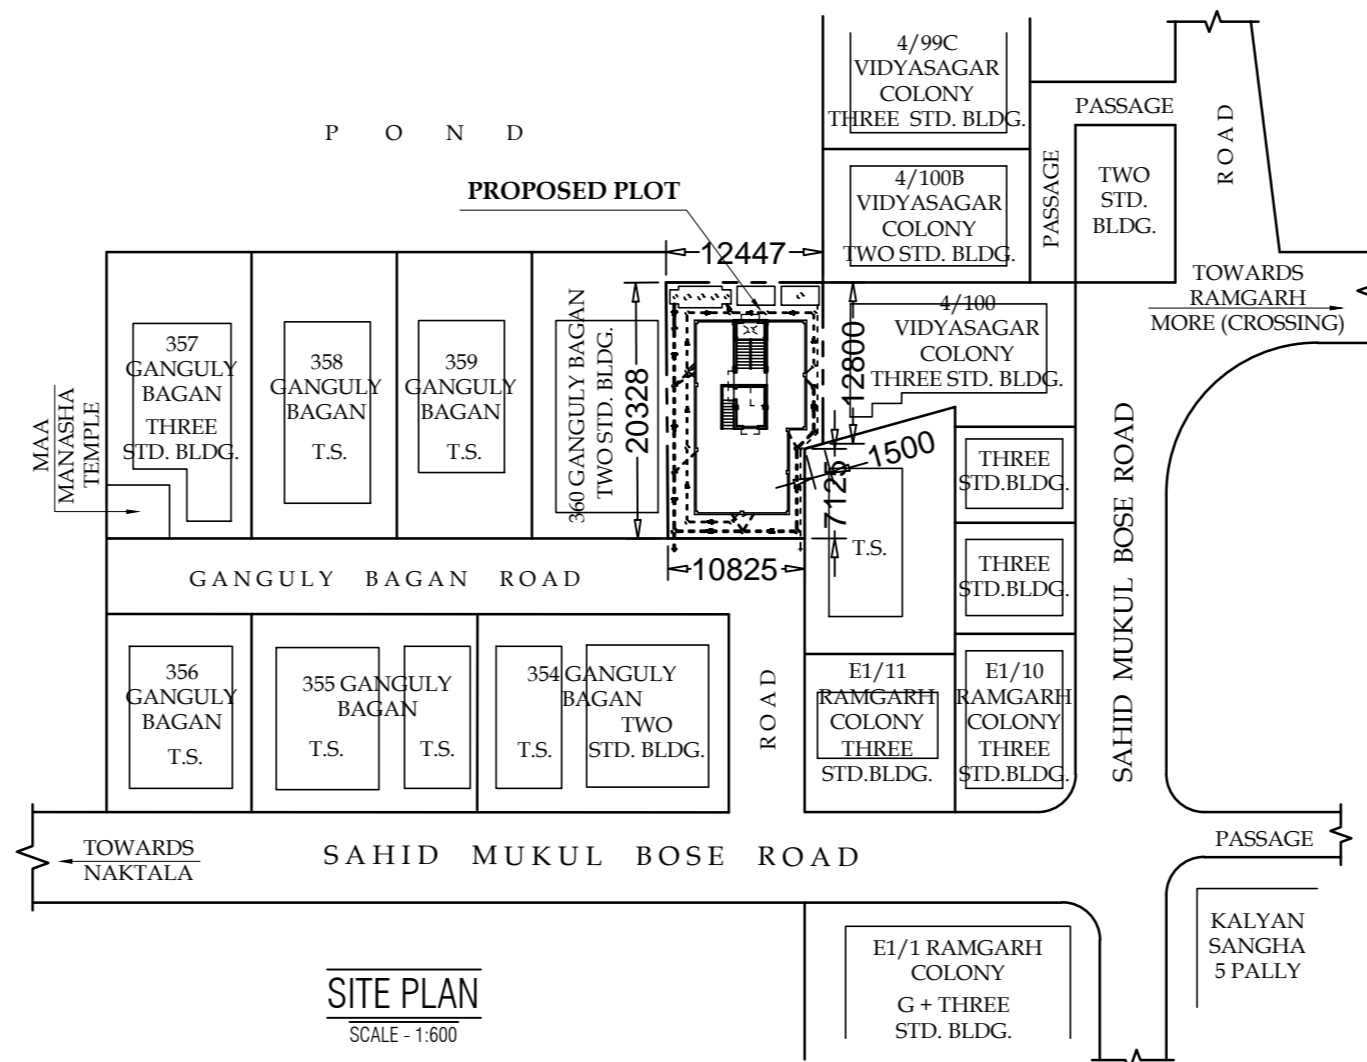 4/99C
VIDYASAGAR
COLONY
THREE STD. BLDG.
PASSAGE
ROAD
P O N D
PROPOSED PLOT
4/100B
VIDYASAGAR
COLONY
TWO STD. BLDG.
PASSAGE
TWO
STD.
BLDG.
12447
TOWARDS
RAMGARH
MORE (CROSSING)
357
GANGULY
BAGAN
THREE
STD. BLDG.
358
GANGULY
BAGAN
T.S.
359
GANGULY
BAGAN
T.S.
360 GANGULY BAGAN
TWO STD. BLDG.
20328
L
12800
4/100
VIDYASAGAR
COLONY
THREE STD. BLDG.
MAA
MANASHA
TEMPLE
1500
7125
T.S.
THREE
STD.BLDG.
THREE
STD.BLDG.
SAHID MUKUL BOSE ROAD
GANGULY BAGAN ROAD
10825
356
GANGULY
BAGAN
T.S.
355 GANGULY
BAGAN
T.S.
T.S.
354 GANGULY
BAGAN
T.S.
TWO
STD. BLDG.
ROAD
E1/11
RAMGARH
COLONY
THREE
STD.BLDG.
E1/10
RAMGARH
COLONY
THREE
STD.BLDG.
TOWARDS
NAKTALA
SAHID MUKUL BOSE ROAD
PASSAGE
E1/1 RAMGARH
COLONY
G + THREE
STD. BLDG.
KALYAN
SANGHA
5 PALLY
SITE PLAN
SCALE - 1:600